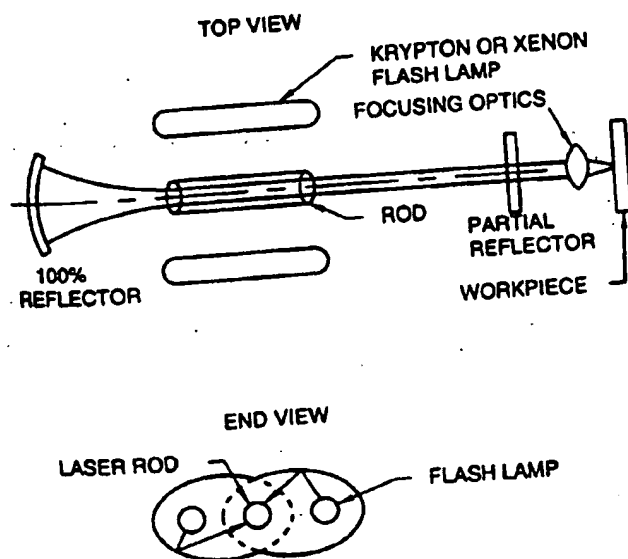 TOP VIEW
KRYPTON OR XENON
FLASH LAMP
FOCUSING OPTICS
ROD
PARTIAL
REFLECTOR
100%
REFLECTOR
WORKPIECE
END VIEW
LASER ROD
FLASH LAMP